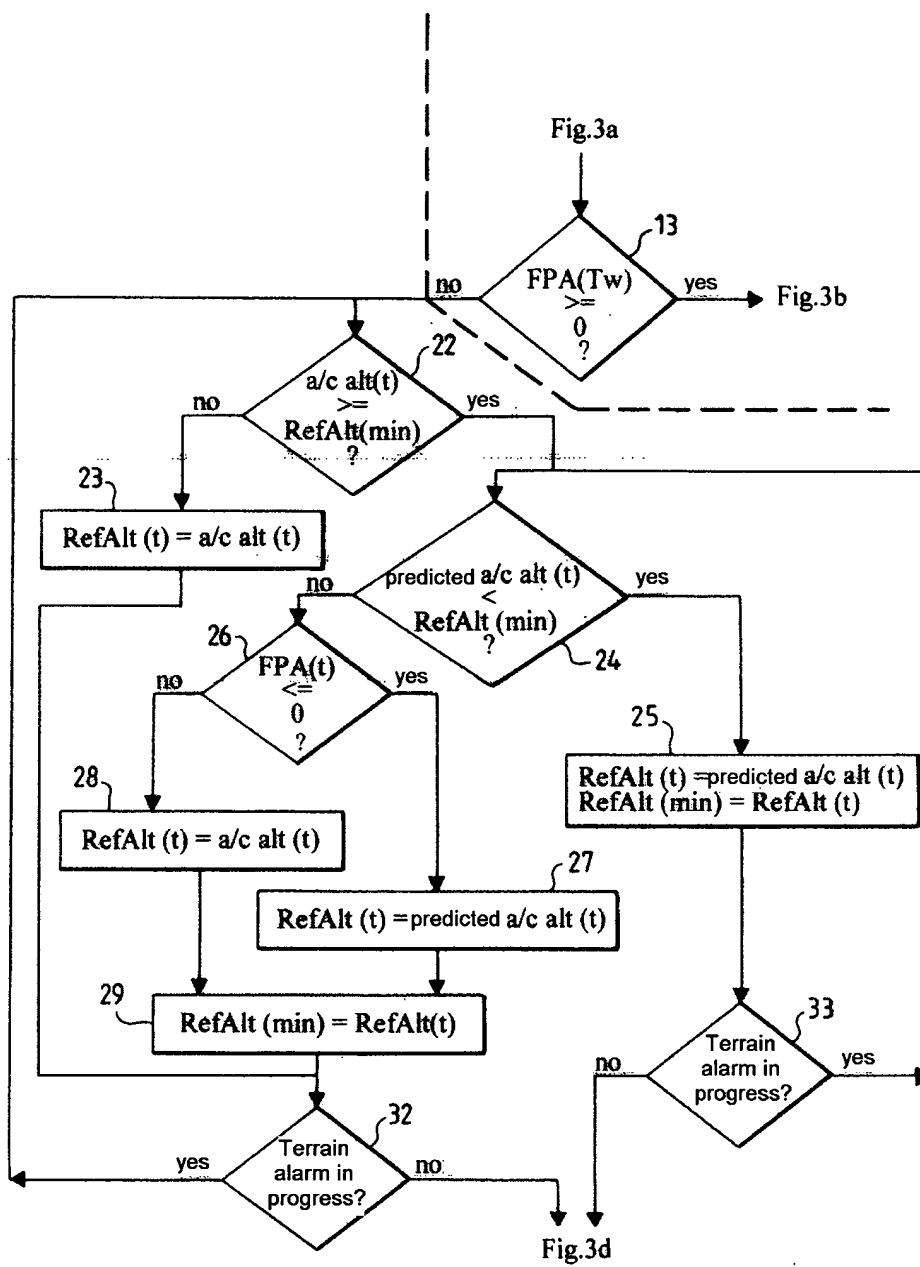 Fig.3a
13
FPA(Tw)
>=
0
?
no
yes
Fig.3b
22
a/c alt(t)
>=
RefAlt(min)
?
no
yes
23
RefAlt (t) = a/c alt (t)
predicted a/c alt (t)
<
RefAlt (min)
?
no
yes
24
26
FPA(t)
<=
0
?
no
yes
25
RefAlt (t) =predicted a/c alt (t)
RefAlt (min) = RefAlt (t)
28
RefAlt (t) = a/c alt (t)
27
RefAlt (t) =predicted a/c alt (t)
29
RefAlt (min) = RefAlt(t)
33
Terrain
alarm in
progress?
no
yes
32
Terrain
alarm in
progress?
yes
no
Fig.3d